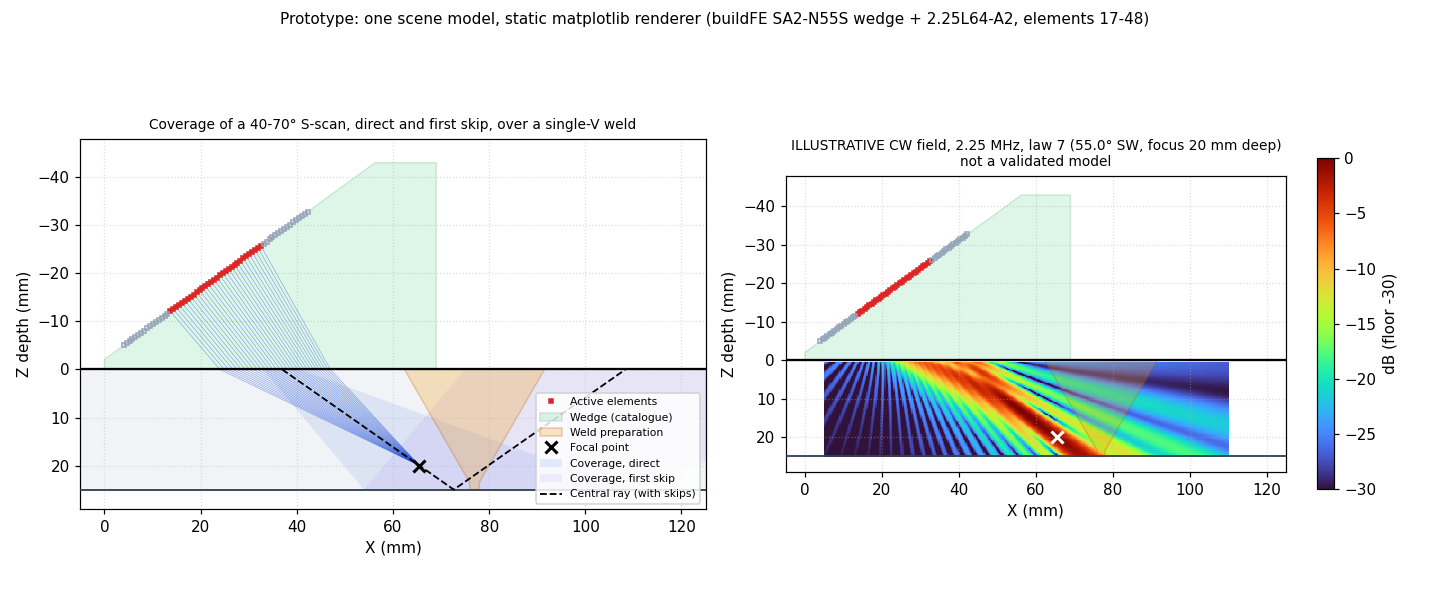 Prototype: one scene model, static matplotlib renderer (buildFE SA2-N55S wedge + 2.25L64-A2, elements 17-48)
Coverage of a 40-70° S-scan, direct and first skip, over a single-V weld
Z depth (mm)
−40
−30
−20
−10
0
10
20
0
20
40
60
80
100
120
X (mm)
Active elements
Wedge (catalogue)
Weld preparation
Focal point
Coverage, direct
Coverage, first skip
Central ray (with skips)
ILLUSTRATIVE CW field, 2.25 MHz, law 7 (55.0° SW, focus 20 mm deep)
not a validated model
Z depth (mm)
−40
−30
−20
−10
0
10
20
0
20
40
60
80
100
120
X (mm)
0
−5
−10
−15
−20
−25
−30
dB (floor -30)